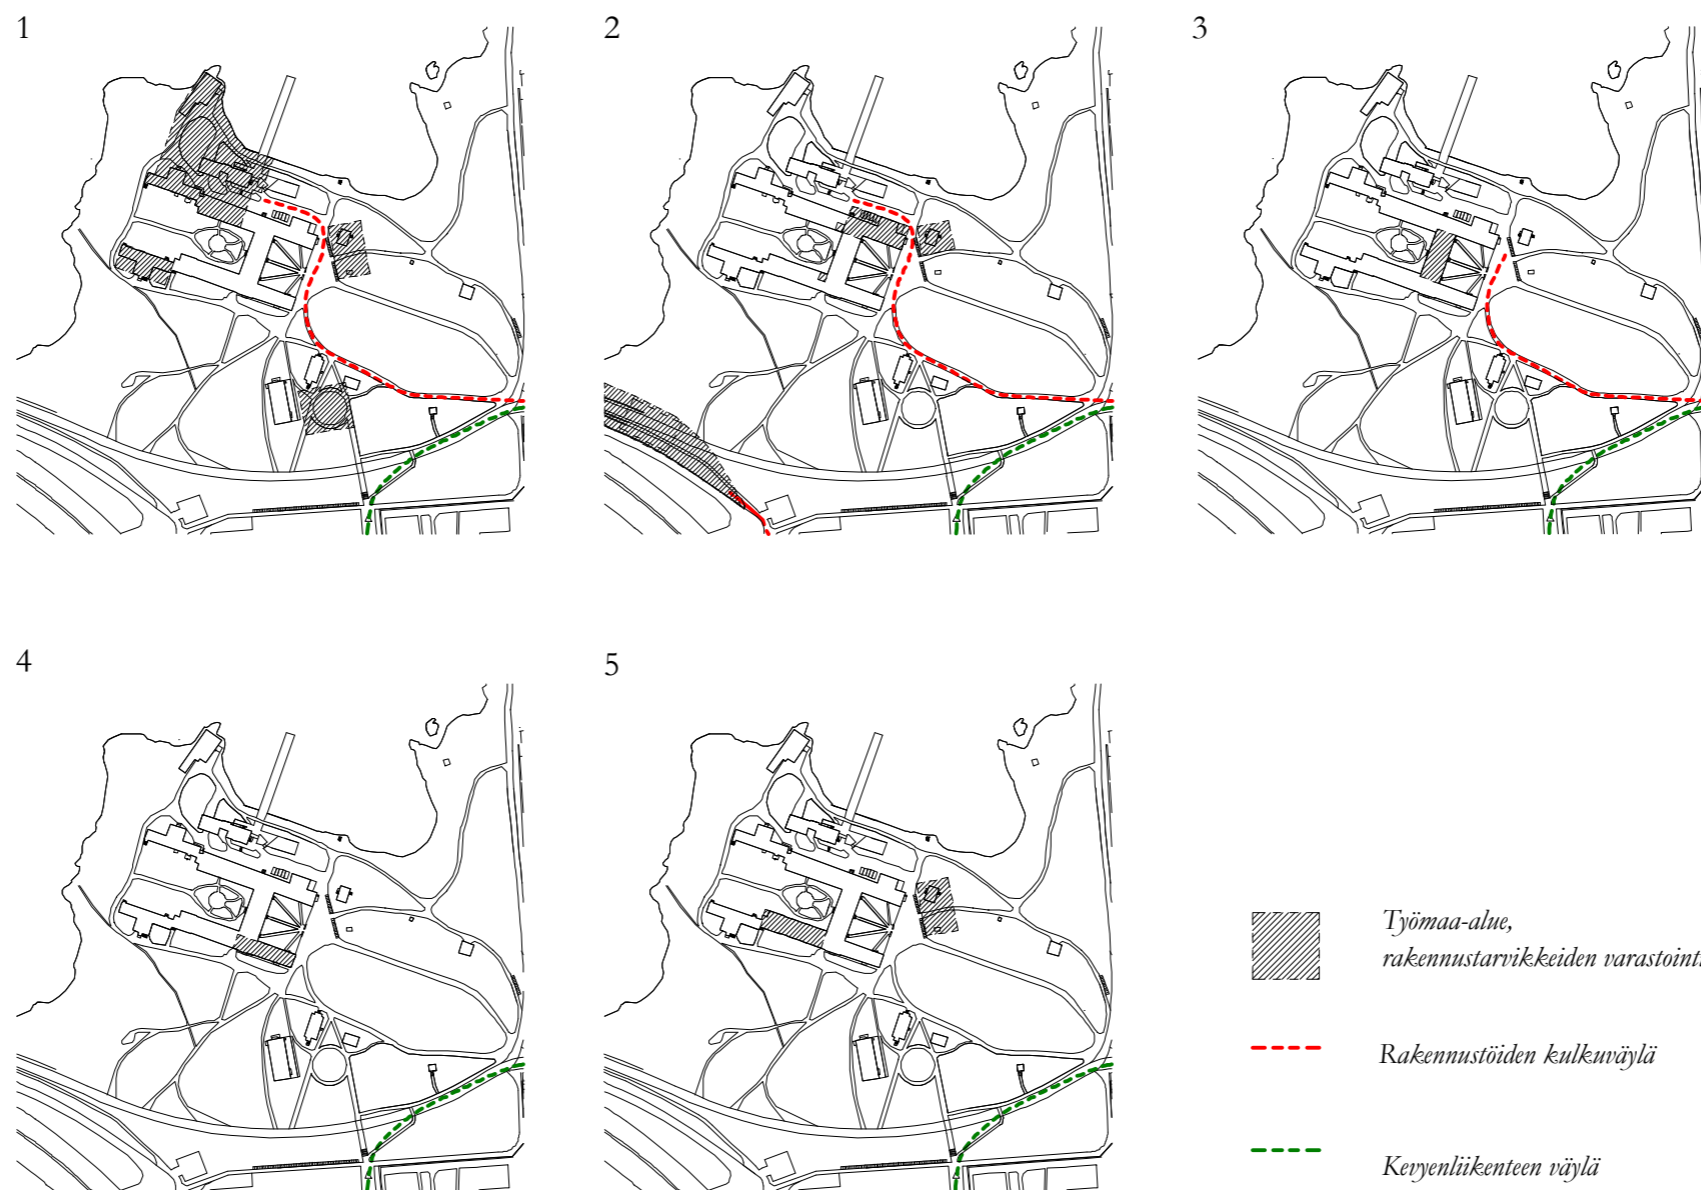 1
2
3
4
5
Työmaa-alue,
rakennustarvikkeiden varastointi
Rakennustöiden kulkuväylä
Kevyenliikenteen väylä